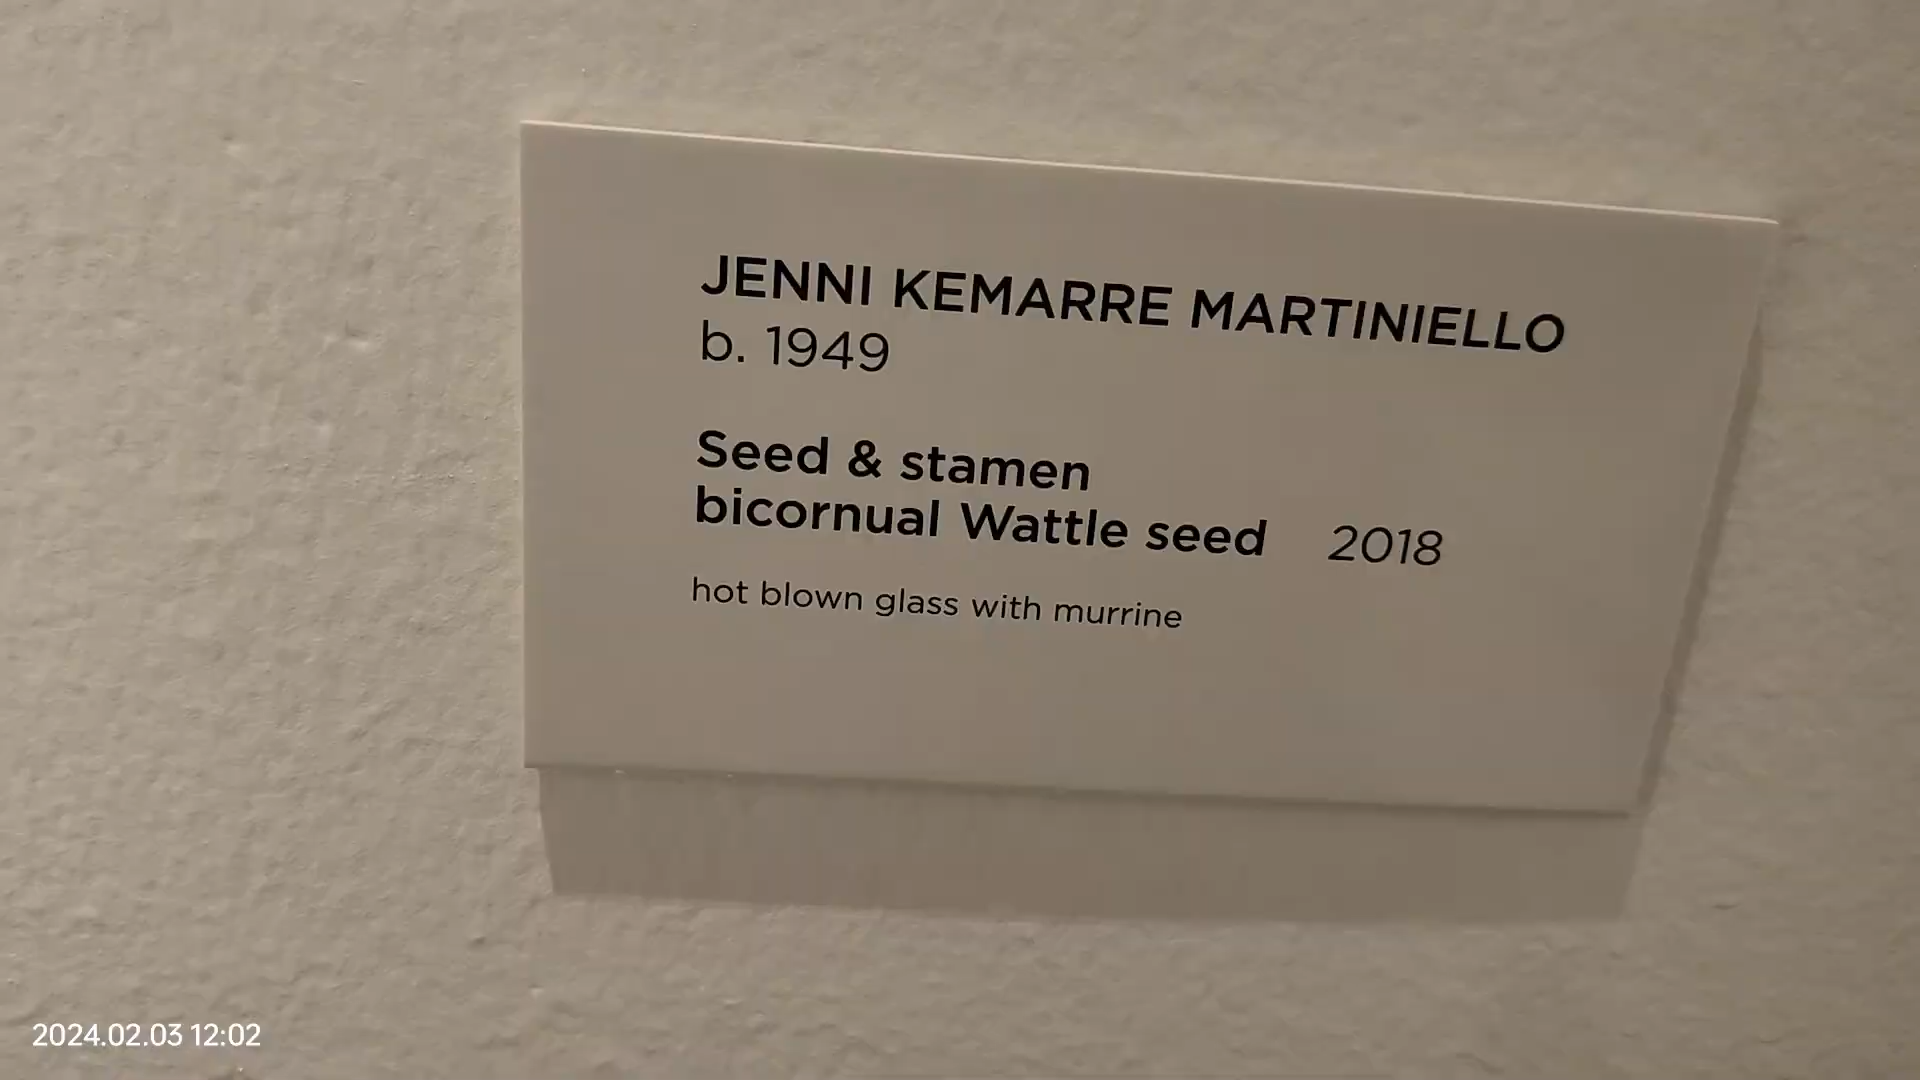 JENNI KEMARRE MARTINIELLO
b. 1949
Seed & stamen
bicornual Wattle seed 2018
hot blown glass with murrine
2024.02.03 12:02